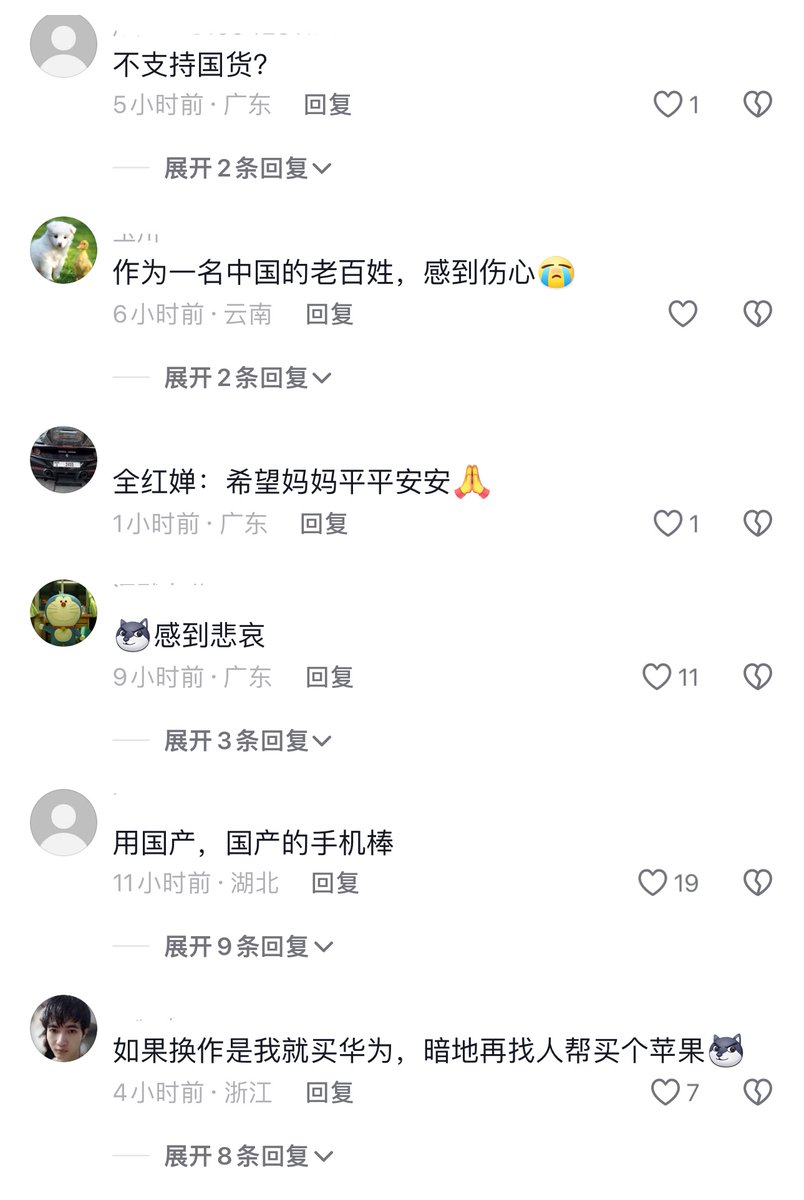 不支持国货?
5小时前·广东 回复 1
展开2条回复
作为一名中国的老百姓，感到伤心😭
6小时前·云南 回复
展开2条回复
全红婵：希望妈妈平平安安🙏
1小时前·广东 回复 1
感到悲哀
9小时前·广东 回复 11
展开3条回复
用国产，国产的手机棒
11小时前·湖北 回复 19
展开9条回复
如果换作是我就买华为，暗地再找人帮买个苹果
4小时前·浙江 回复 7
展开8条回复